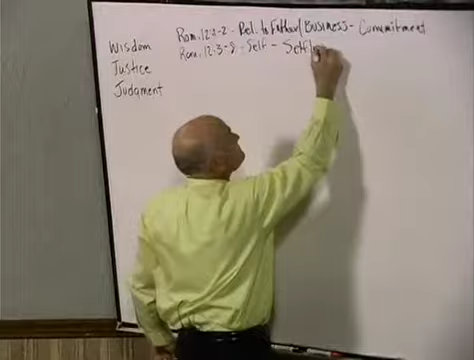 Wisdom
Justice
Judgment
Rom. 12:1-2 - Rel. to Father/Business - Commitment
Rom. 12:3-8 - Self -